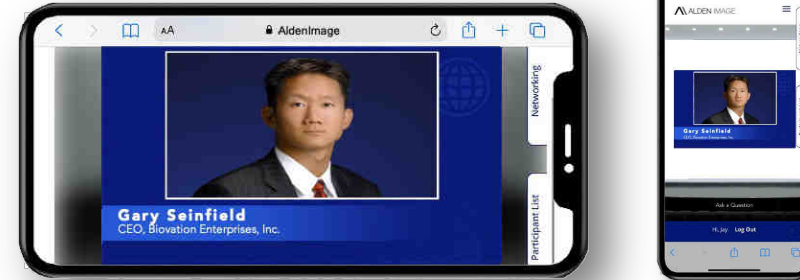 AA
AldenImage
Networking
Participant List
Gary Seinfield
CEO, Biovation Enterprises, Inc.
ALDEN IMAGE
Gary Seinfield
CEO, Biovation Enterprises, Inc.
Ask a Question
Hi, Jay Log Out